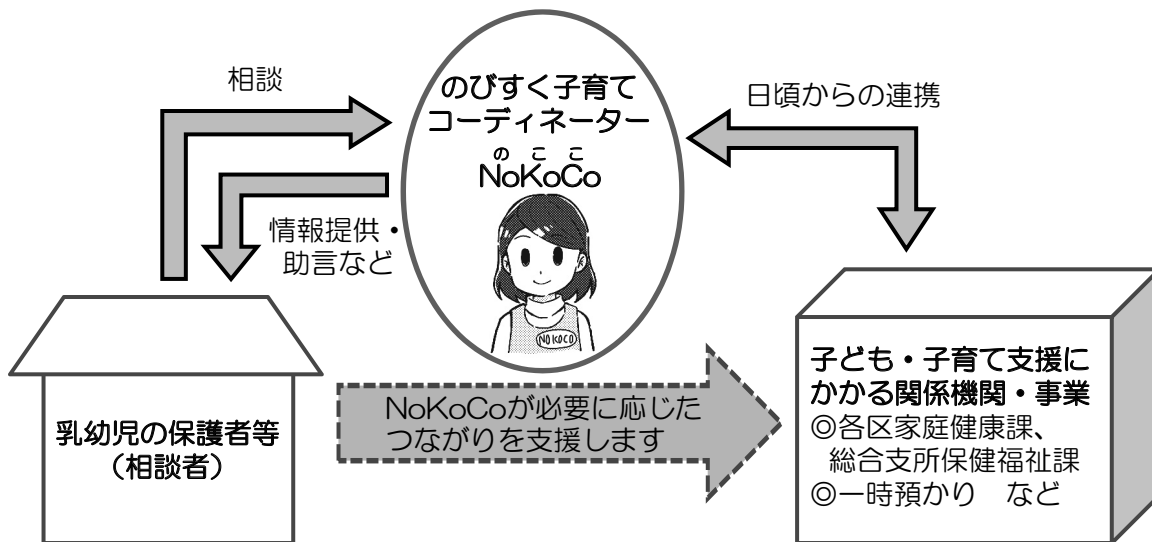 相談
のびすく子育て
コーディネーター
の こ こ
NoKoCo
日頃からの連携
情報提供・
助言など
NOKOCO
乳幼児の保護者等
（相談者）
NoKoCoが必要に応じた
つながりを支援します
子ども・子育て支援に
かかる関係機関・事業
◎各区家庭健康課、
総合支所保健福祉課
◎一時預かり　など